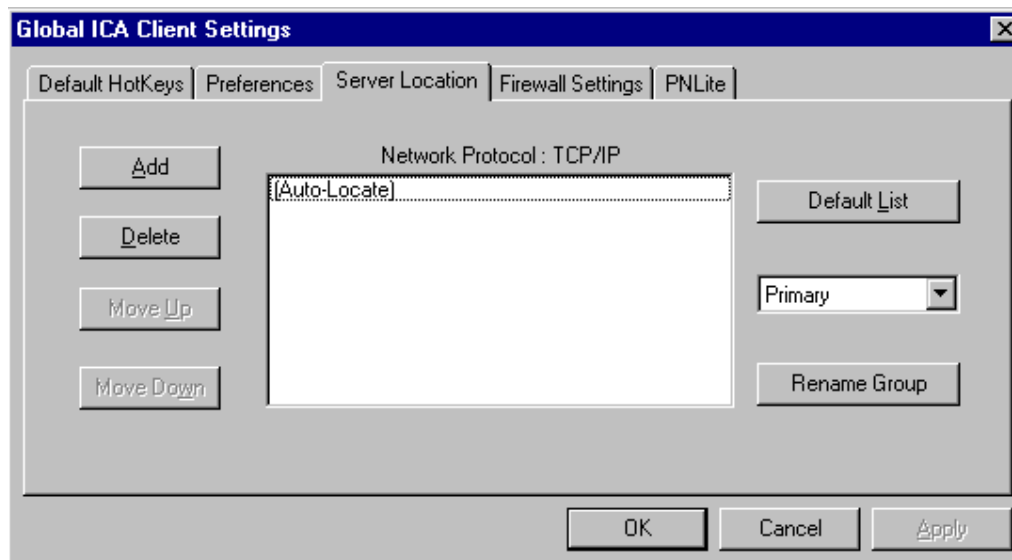 Global ICA Client Settings
Default HotKeys Preferences Server Location Firewall Settings PNLite
Network Protocol : TCP/IP
Add
Delete
Move Up
Move Down
(Auto-Locate)
Default List
Primary
Rename Group
OK Cancel Apply